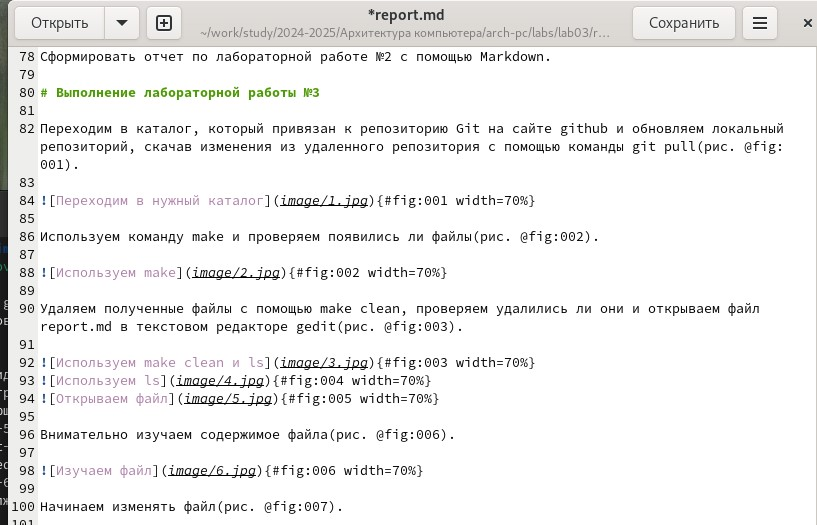 *report.md
Открыть
~/work/study/2024-2025/Архитектура компьютера/arch-pc/labs/lab03/r...
Сохранить
78 Сформировать отчет по лабораторной работе №2 с помощью Markdown.
79
80 # Выполнение лабораторной работы №3
81
82 Переходим в каталог, который привязан к репозиторию Git на сайте github и обновляем локальный
репозиторий, скачав изменения из удаленного репозитория с помощью команды git pull(рис. @fig:
001).
83
84 ![Переходим в нужный каталог](image/1.jpg){#fig:001 width=70%}
85
86 Используем команду make и проверяем появились ли файлы(рис. @fig:002).
87
88 ![Используем make](image/2.jpg){#fig:002 width=70%}
89
90 Удаляем полученные файлы с помощью make clean, проверяем удалились ли они и открываем файл
report.md в текстовом редакторе gedit(рис. @fig:003).
91
92 ![Используем make clean и ls](image/3.jpg){#fig:003 width=70%}
93 ![Используем ls](image/4.jpg){#fig:004 width=70%}
94 ![Открываем файл](image/5.jpg){#fig:005 width=70%}
95
96 Внимательно изучаем содержимое файла(рис. @fig:006).
97
98 ![Изучаем файл](image/6.jpg){#fig:006 width=70%}
99
100 Начинаем изменять файл(рис. @fig:007).
101